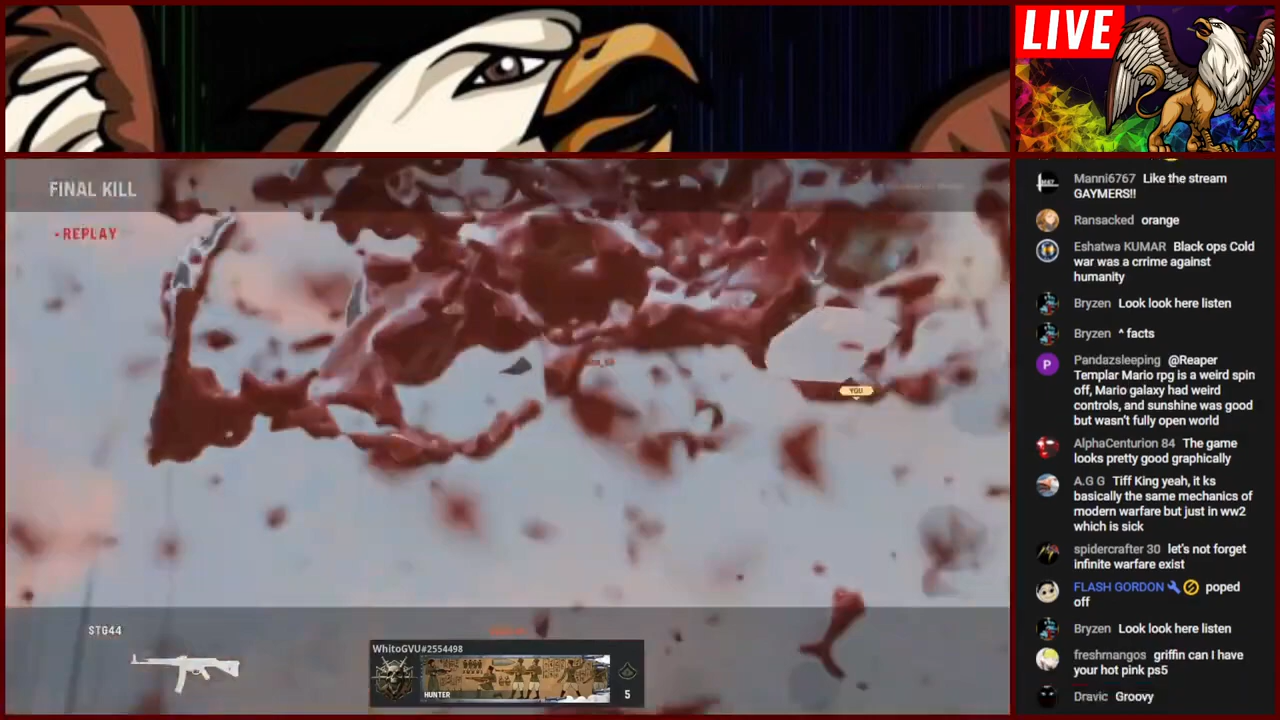 LIVE
FINAL KILL
- REPLAY
YOU
STG44
WhitoGVU#2554498
HUNTER
5
Manni6767 Like the stream
GAYMERS!!
Ransacked orange
Eshatwa KUMAR Black ops Cold
war was a crrime against
humanity
Bryzen Look look here listen
Bryzen ^ facts
P
Pandazsleeping @Reaper
Templar Mario rpg is a weird spin
off, Mario galaxy had weird
controls, and sunshine was good
but wasn't fully open world
AlphaCenturion 84 The game
looks pretty good graphically
A.G G Tiff King yeah, it ks
basically the same mechanics of
modern warfare but just in ww2
which is sick
spidercrafter 30 let's not forget
infinite warfare exist
FLASH GORDON poped
off
Bryzen Look look here listen
freshmangos griffin can I have
your hot pink ps5
Dravic Groovy